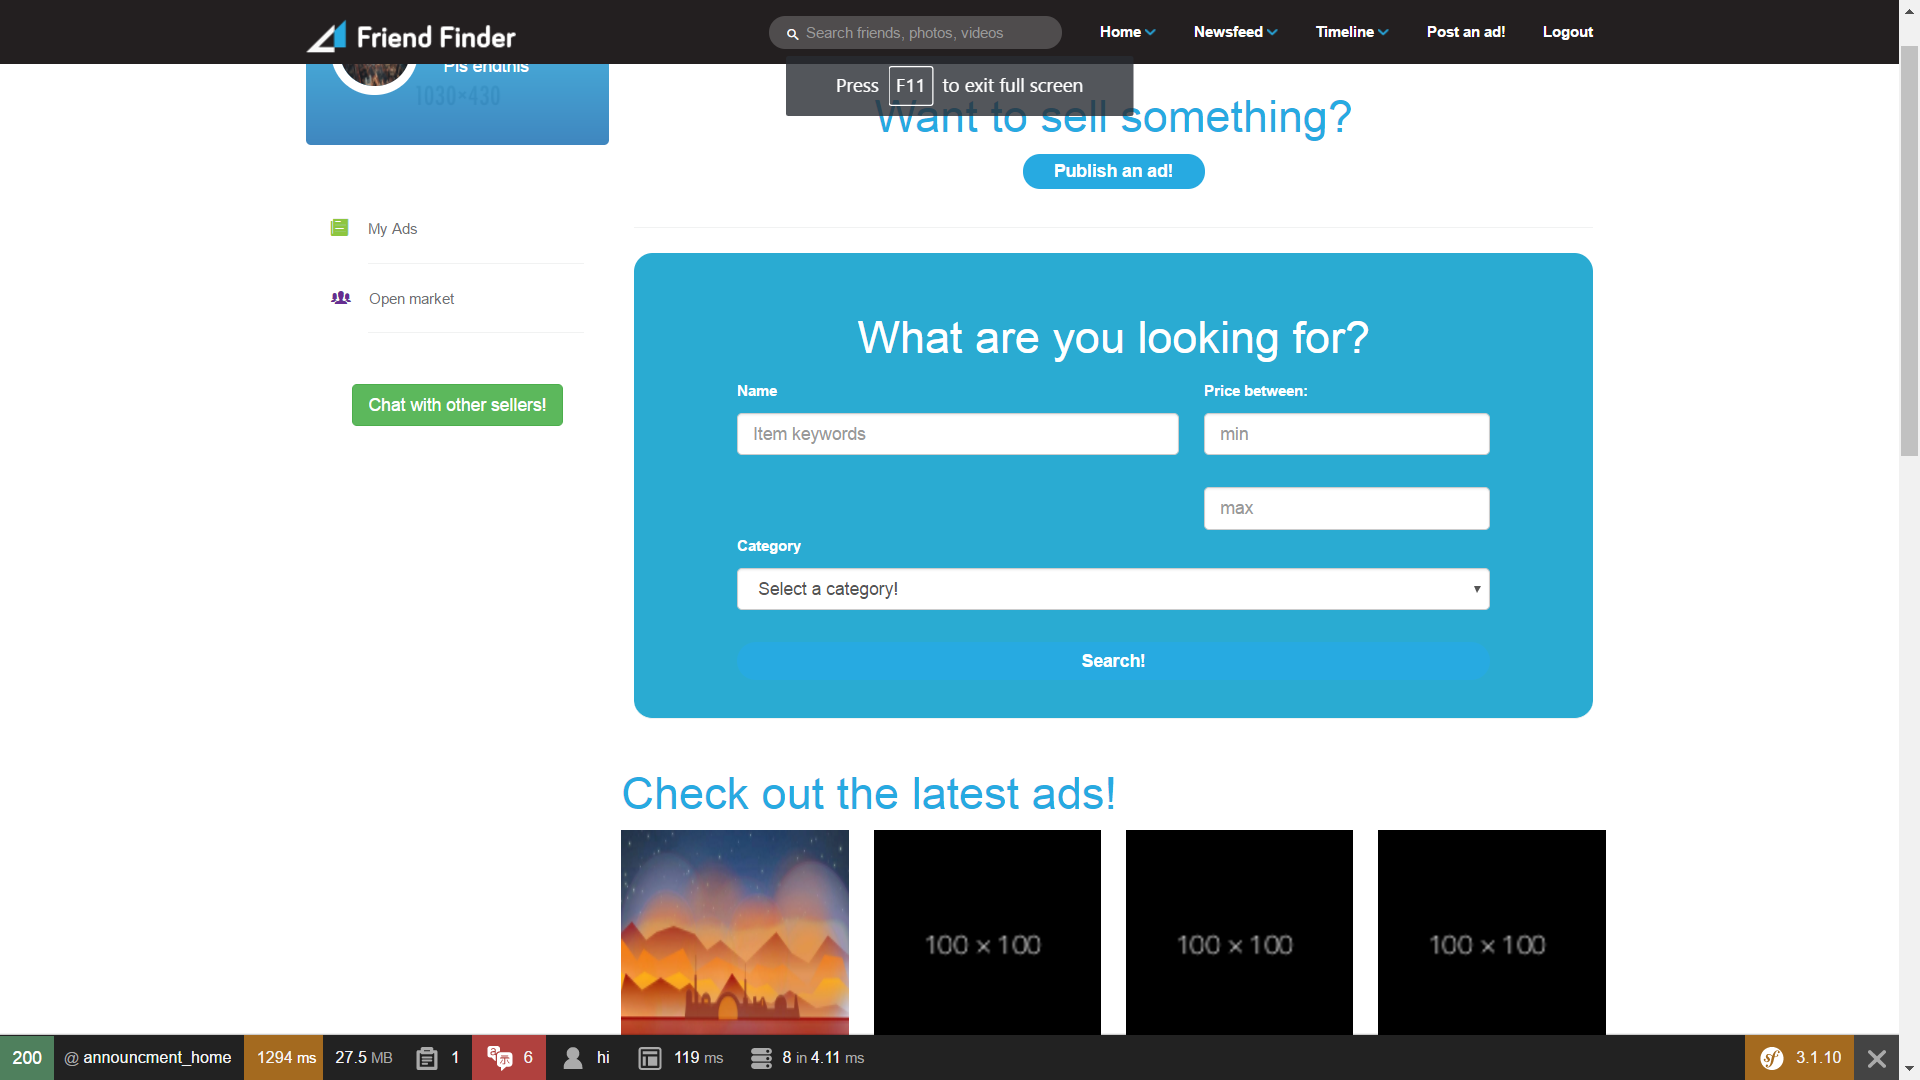 Friend Finder
Search friends, photos, videos
Home
Newsfeed
Timeline
Post an ad!
Logout
Press F11 to exit full screen
Pls endthis
1030×430
Want to sell something?
Publish an ad!
My Ads
Open market
Chat with other sellers!
What are you looking for?
Name
Price between:
Item keywords
min
max
Category
Select a category!
Search!
Check out the latest ads!
100 × 100
100 × 100
100 × 100
200 @ announcment_home 1294 ms 27.5 MB 1 6 hi 119 ms 8 in 4.11 ms 3.1.10